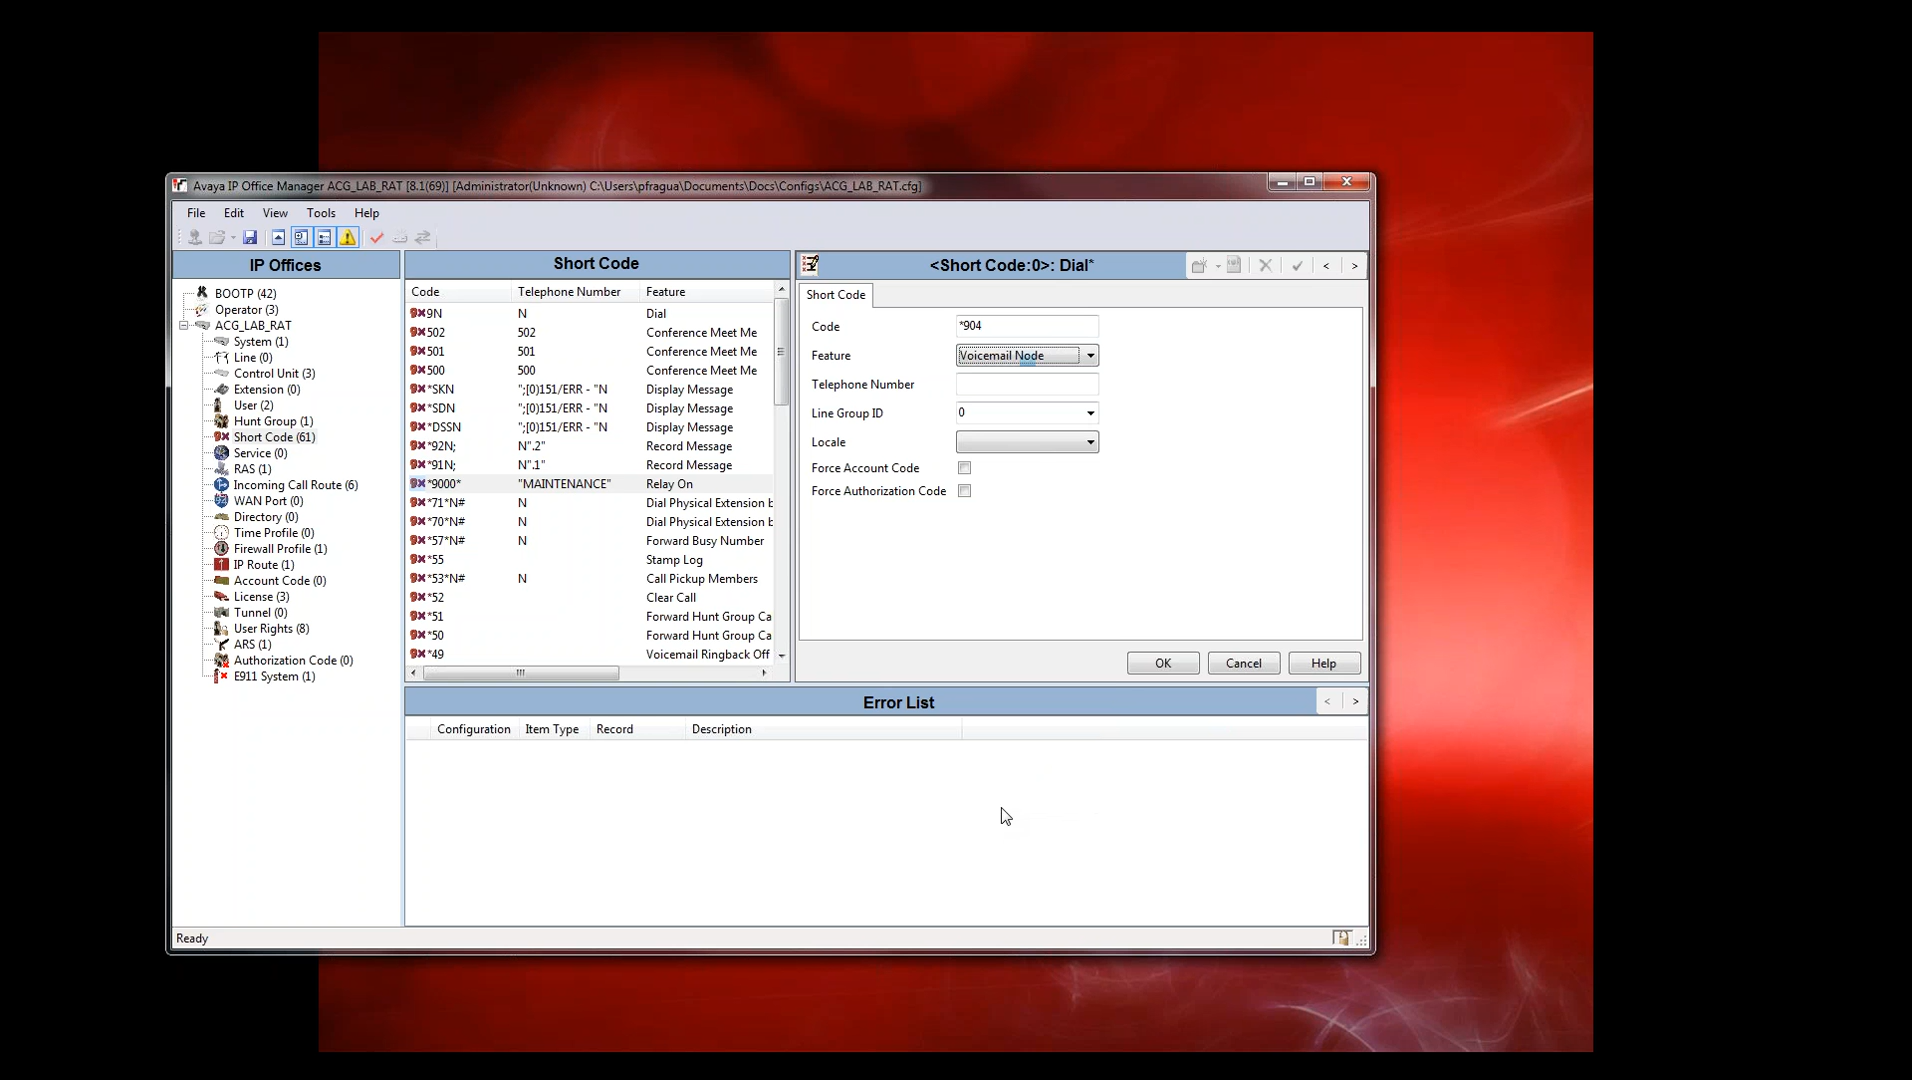 Avaya IP Office Manager ACG_LAB_RAT [8.1(69)] [Administrator(Unknown) C:\Users\pfragua\Documents\Docs\Configs\ACG_LAB_RAT.cfg]
File Edit View Tools Help
IP Offices
BOOTP (42)
Operator (3)
ACG_LAB_RAT
System (1)
Line (0)
Control Unit (3)
Extension (0)
User (2)
Hunt Group (1)
Short Code (61)
Service (0)
RAS (1)
Incoming Call Route (6)
WAN Port (0)
Directory (0)
Time Profile (0)
Firewall Profile (1)
IP Route (1)
Account Code (0)
License (3)
Tunnel (0)
User Rights (8)
ARS (1)
Authorization Code (0)
E911 System (1)
Short Code
Code Telephone Number Feature
9N N Dial
502 502 Conference Meet Me
501 501 Conference Meet Me
500 500 Conference Meet Me
*SKN ";[0)151/ERR - "N Display Message
*SDN ";[0)151/ERR - "N Display Message
*DSSN ";[0)151/ERR - "N Display Message
*92N; N".2" Record Message
*91N; N".1" Record Message
*9000* "MAINTENANCE" Relay On
*71*N# N Dial Physical Extension b
*70*N# N Dial Physical Extension b
*57*N# N Forward Busy Number
*55 Stamp Log
*53*N# N Call Pickup Members
*52 Clear Call
*51 Forward Hunt Group Ca
*50 Forward Hunt Group Ca
*49 Voicemail Ringback Off
<Short Code:0>: Dial*
Short Code
Code *904
Feature Voicemail Node
Telephone Number
Line Group ID 0
Locale
Force Account Code
Force Authorization Code
OK Cancel Help
Error List
Configuration Item Type Record Description
Ready